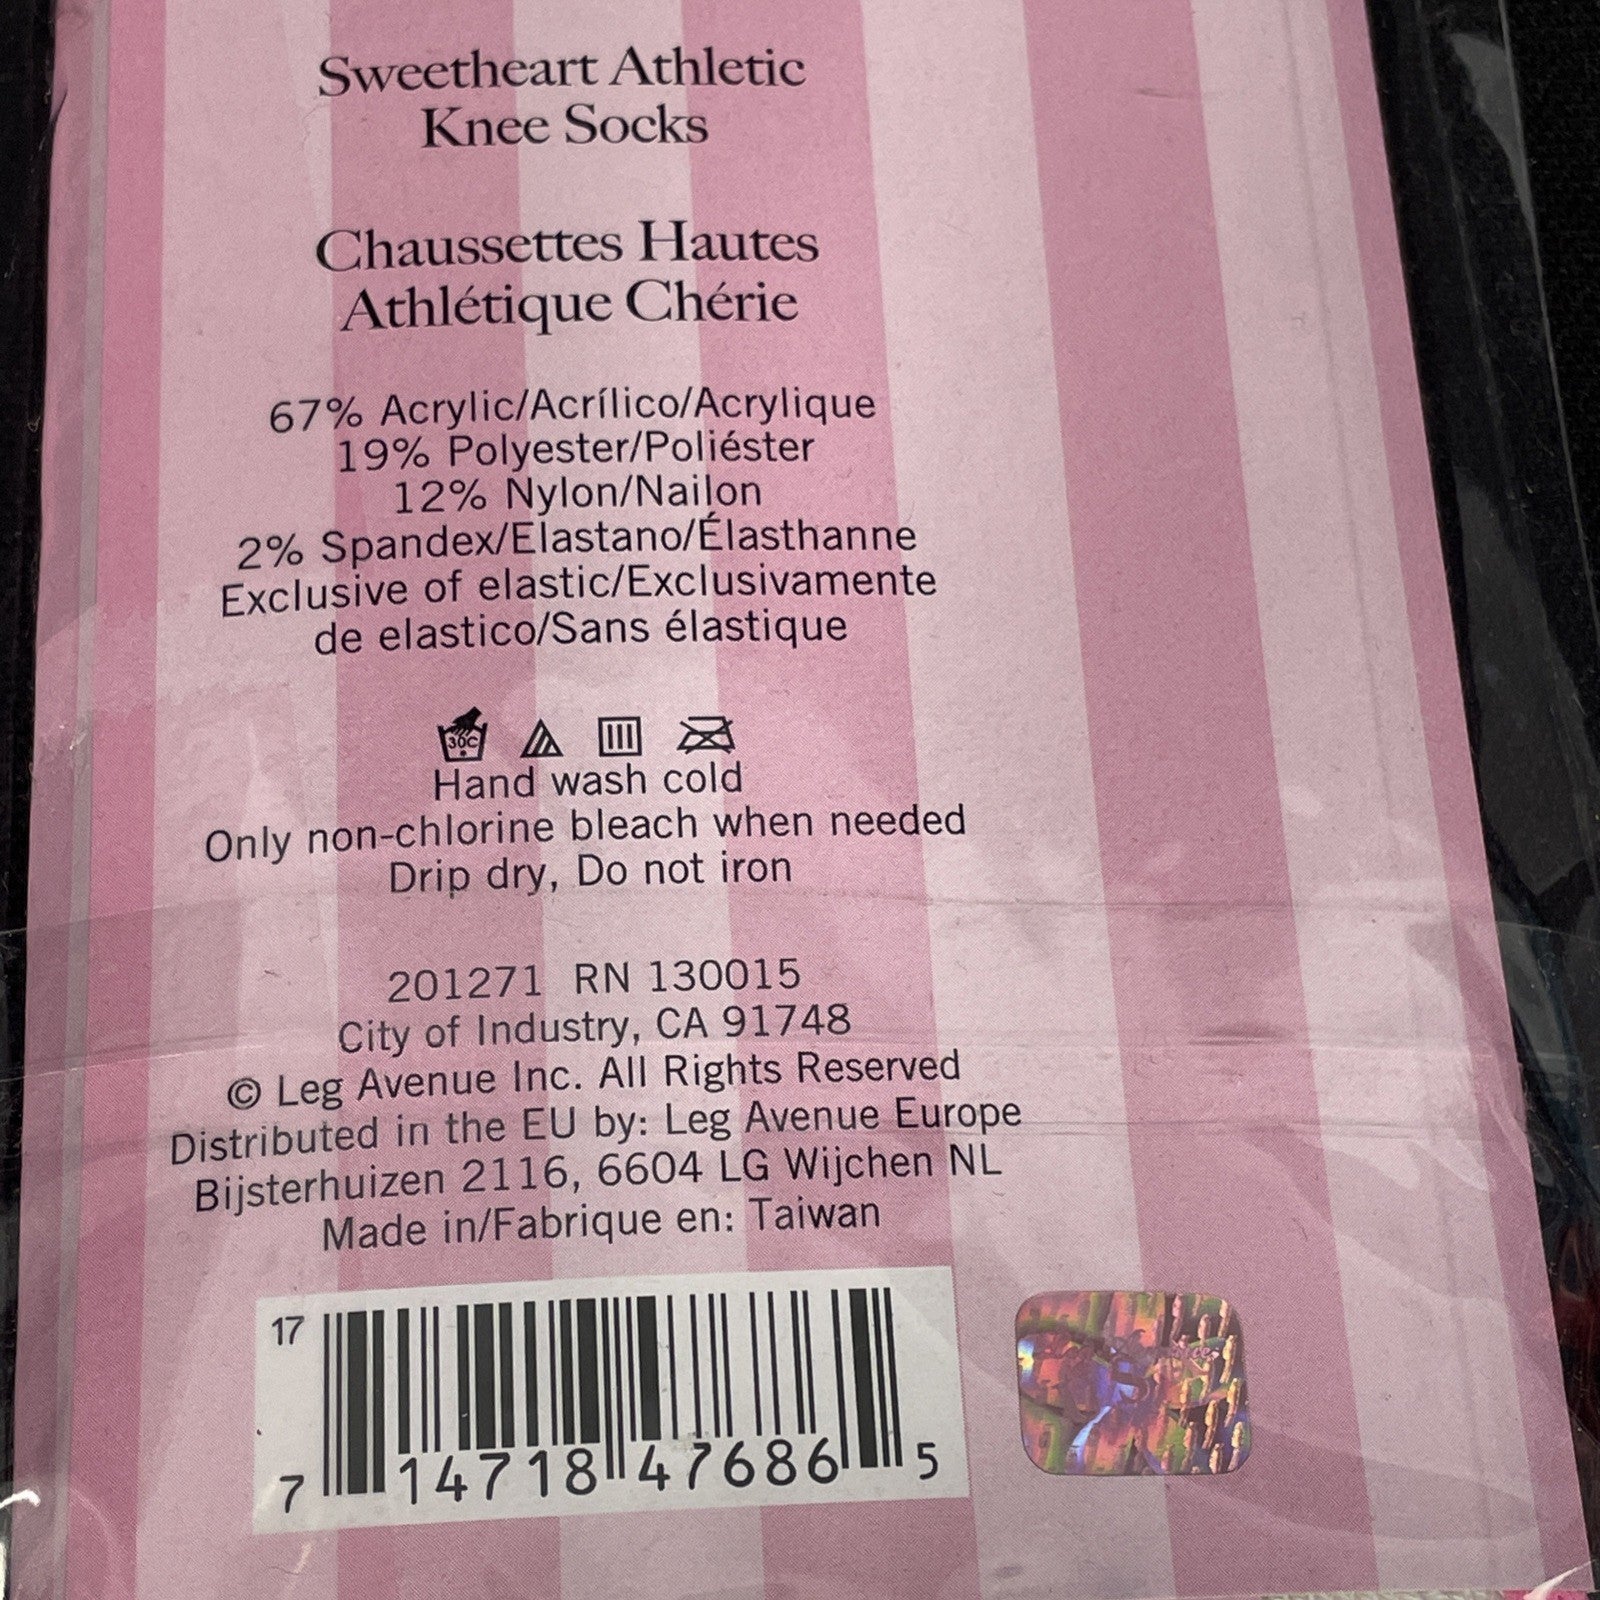 Sweetheart Athletic
Knee Socks
Chaussettes Hautes
Athlétique Chérie
67% Acrylic/Acrílico/Acrylique
19% Polyester/Poliéster
12% Nylon/Nailon
2% Spandex/Elastano/Élasthanne
Exclusive of elastic/Exclusivamente
de elastico/Sans élastique
30C
Hand wash cold
Only non-chlorine bleach when needed
Drip dry, Do not iron
201271 RN 130015
City of Industry, CA 91748
© Leg Avenue Inc. All Rights Reserved
Distributed in the EU by: Leg Avenue Europe
Bijsterhuizen 2116, 6604 LG Wijchen NL
Made in/Fabrique en: Taiwan
17
7 14718 47686 5